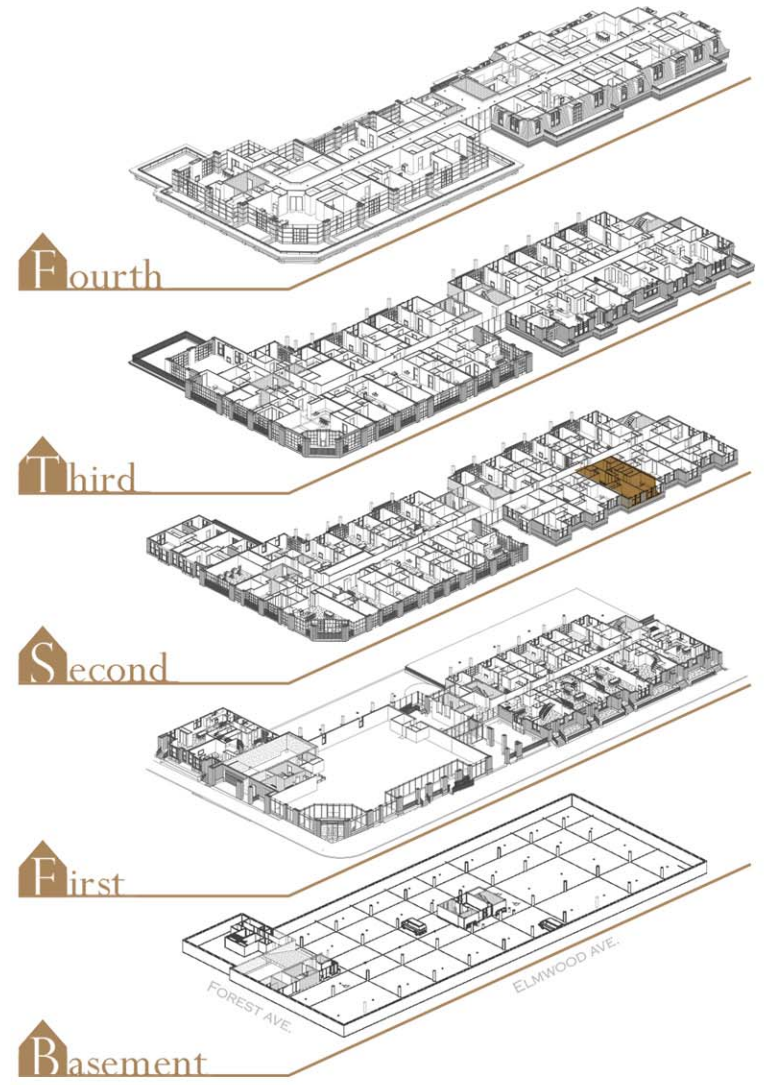 Fourth
Third
Second
First
FOREST AVE.
ELMWOOD AVE.
Basement